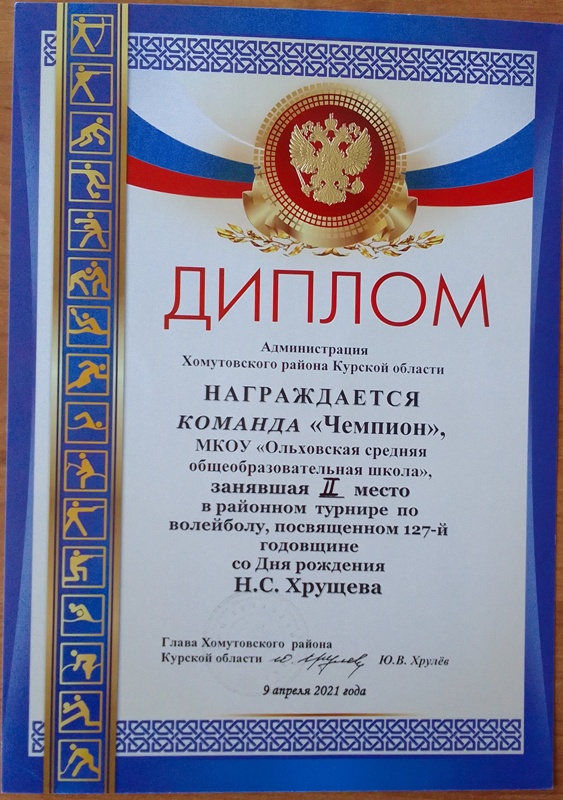 ДИПЛОМ
Администрация
Хомутовского района Курской области
НАГРАЖДАЕТСЯ
КОМАНДА «Чемпион»,
МКОУ «Ольховская средняя
общеобразовательная школа»,
занявшая II место
в районном турнире по
волейболу, посвященном 127-й
годовщине
со Дня рождения
Н.С. Хрущева
Глава Хомутовского района
Курской области Ю.В. Хрулёв
9 апреля 2021 года